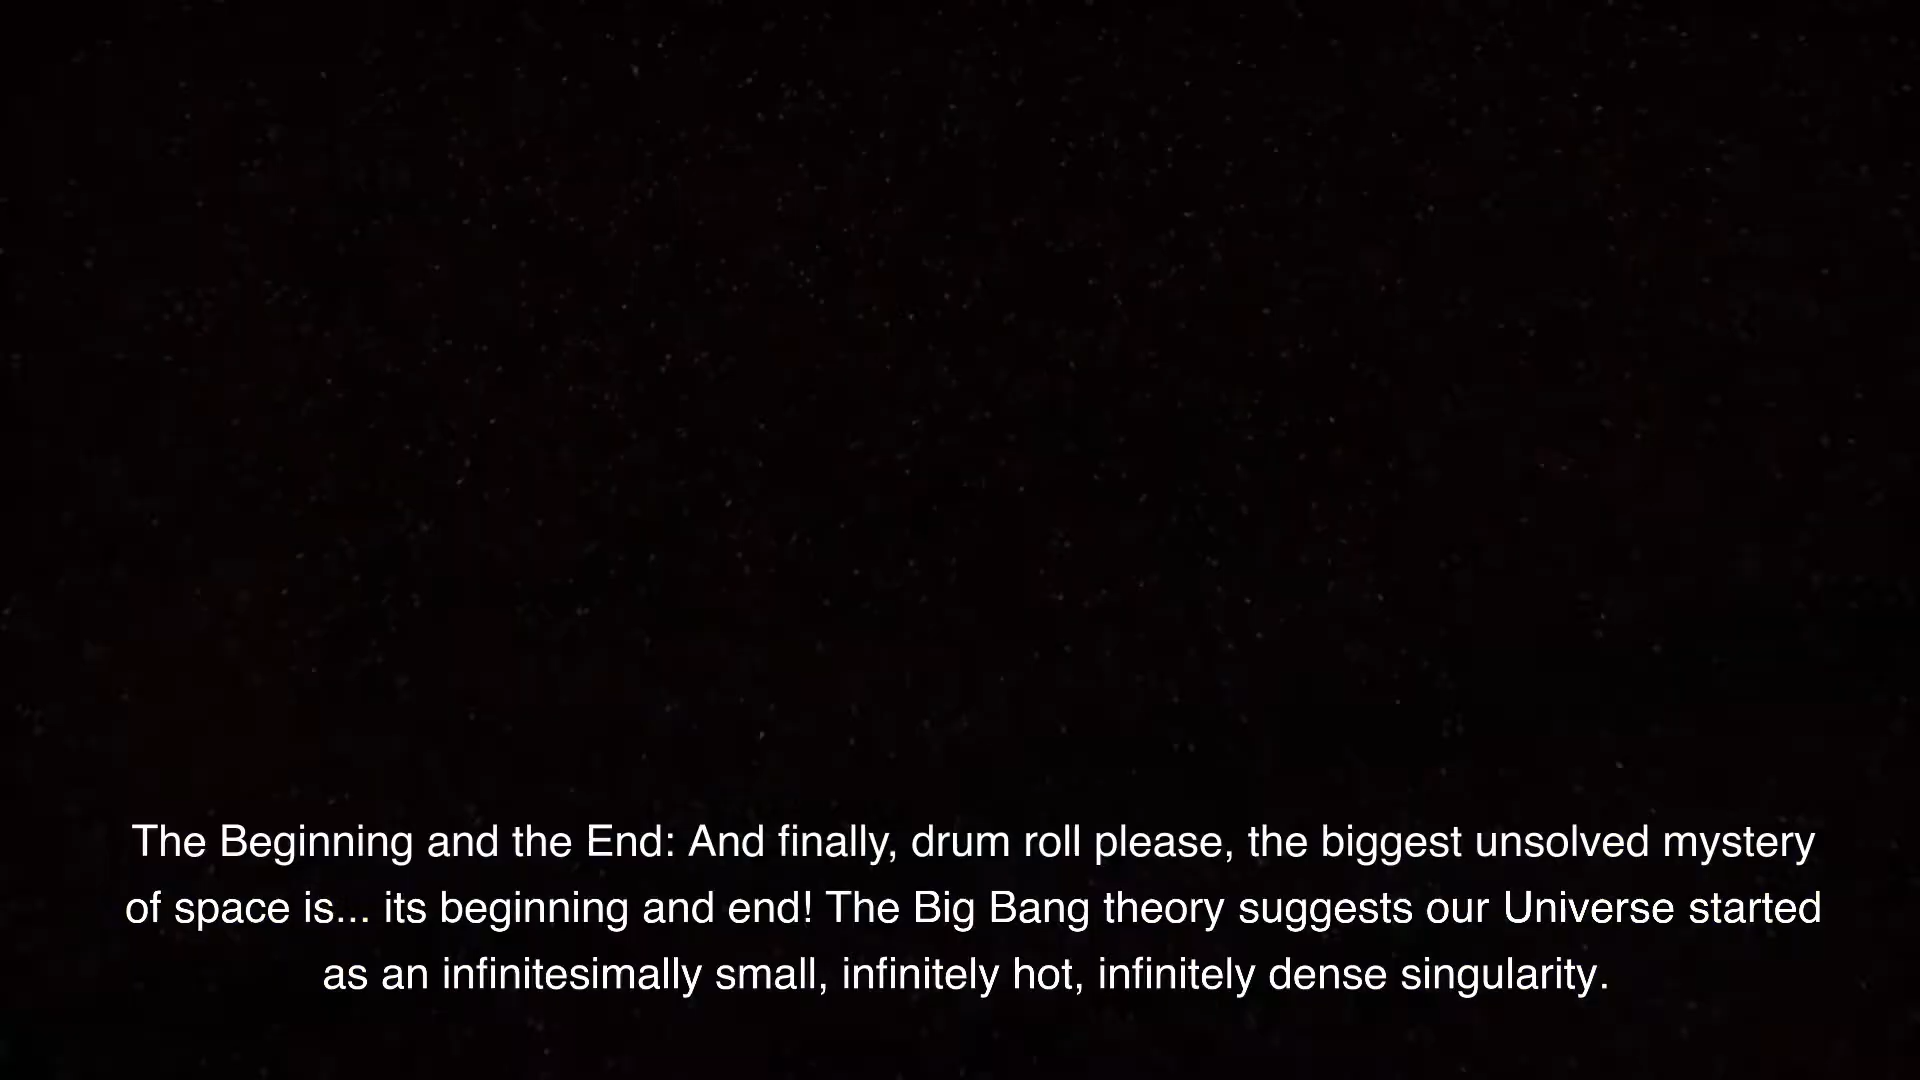 The Beginning and the End: And finally, drum roll please, the biggest unsolved mystery
of space is... its beginning and end! The Big Bang theory suggests our Universe started
as an infinitesimally small, infinitely hot, infinitely dense singularity.